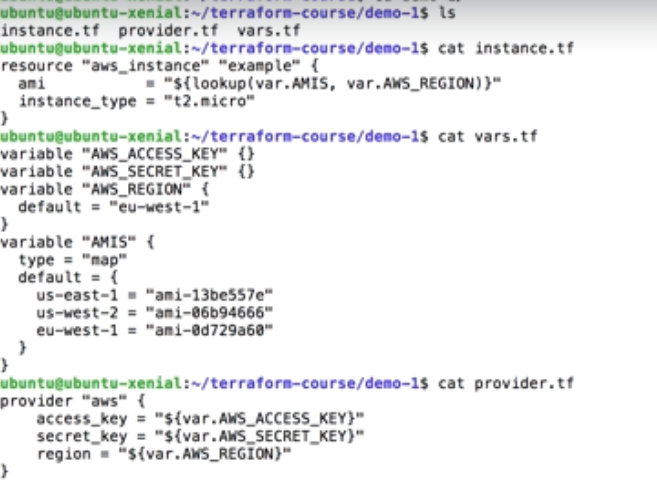 ubuntu@ubuntu-xenial:~/terraform-course/demo-1$ ls
instance.tf  provider.tf  vars.tf
ubuntu@ubuntu-xenial:~/terraform-course/demo-1$ cat instance.tf
resource "aws_instance" "example" {
  ami           = "${lookup(var.AMIS, var.AWS_REGION)}"
  instance_type = "t2.micro"
}
ubuntu@ubuntu-xenial:~/terraform-course/demo-1$ cat vars.tf
variable "AWS_ACCESS_KEY" {}
variable "AWS_SECRET_KEY" {}
variable "AWS_REGION" {
  default = "eu-west-1"
}
variable "AMIS" {
  type = "map"
  default = {
    us-east-1 = "ami-13be557e"
    us-west-2 = "ami-06b94666"
    eu-west-1 = "ami-0d729a60"
  }
}
ubuntu@ubuntu-xenial:~/terraform-course/demo-1$ cat provider.tf
provider "aws" {
    access_key = "${var.AWS_ACCESS_KEY}"
    secret_key = "${var.AWS_SECRET_KEY}"
    region = "${var.AWS_REGION}"
}